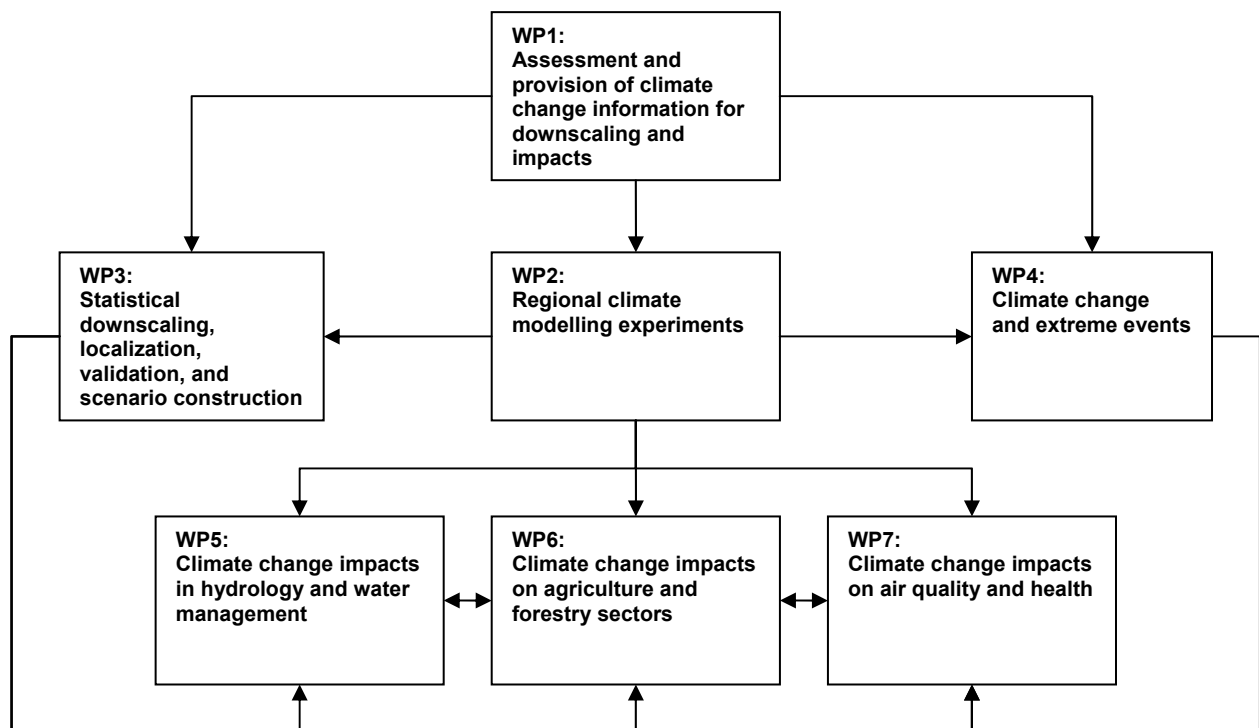 WP1:
Assessment and
provision of climate
change information for
downscaling and
impacts
WP3:
Statistical
downscaling,
localization,
validation, and
scenario construction
WP2:
Regional climate
modelling experiments
WP4:
Climate change
and extreme events
WP5:
Climate change impacts
in hydrology and water
management
WP6:
Climate change impacts
on agriculture and
forestry sectors
WP7:
Climate change impacts
on air quality and health